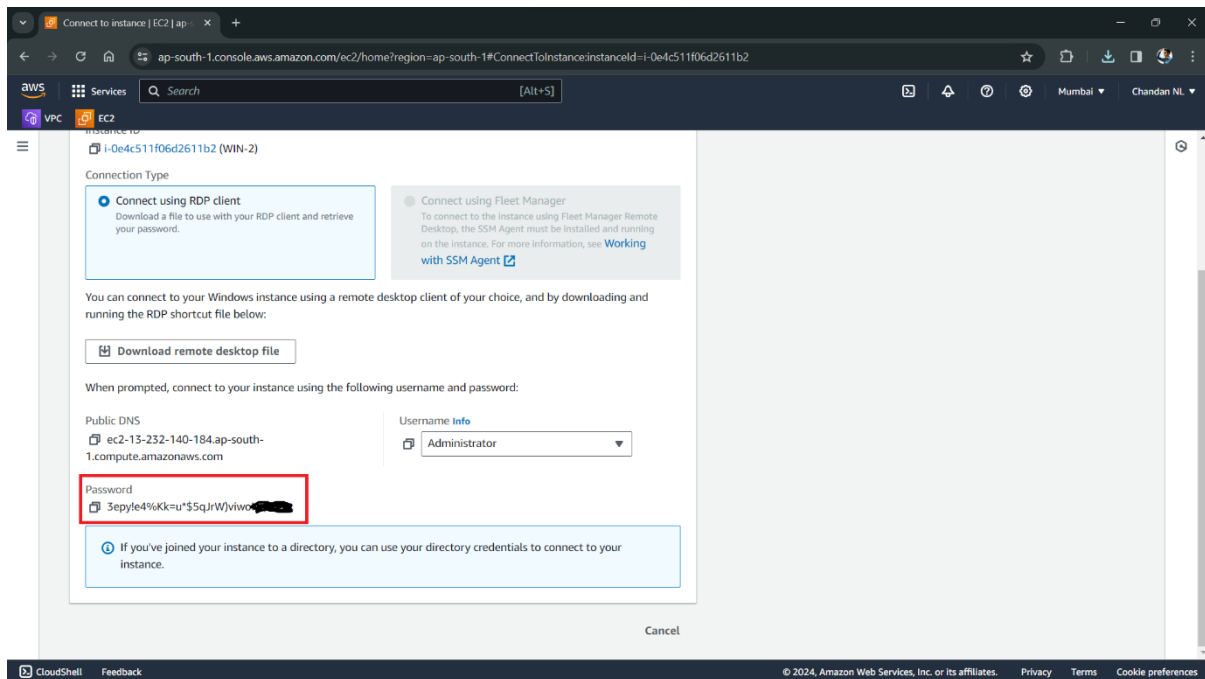 Connect to instance | EC2 | ap-s
ap-south-1.console.aws.amazon.com/ec2/home?region=ap-south-1#ConnectToInstance:instanceId=i-0e4c511f06d2611b2
aws Services Search [Alt+S] Mumbai Chandan NL
VPC EC2
Instance ID
i-0e4c511f06d2611b2 (WIN-2)
Connection Type
Connect using RDP client
Download a file to use with your RDP client and retrieve
your password.
Connect using Fleet Manager
To connect to the instance using Fleet Manager Remote
Desktop, the SSM Agent must be installed and running
on the instance. For more information, see Working
with SSM Agent
You can connect to your Windows instance using a remote desktop client of your choice, and by downloading and
running the RDP shortcut file below:
Download remote desktop file
When prompted, connect to your instance using the following username and password:
Public DNS
ec2-13-232-140-184.ap-south-
1.compute.amazonaws.com
Username Info
Administrator
Password
3epy!e4%Kk=u*$5qJrW)viwo
If you've joined your instance to a directory, you can use your directory credentials to connect to your
instance.
Cancel
CloudShell Feedback © 2024, Amazon Web Services, Inc. or its affiliates. Privacy Terms Cookie preferences